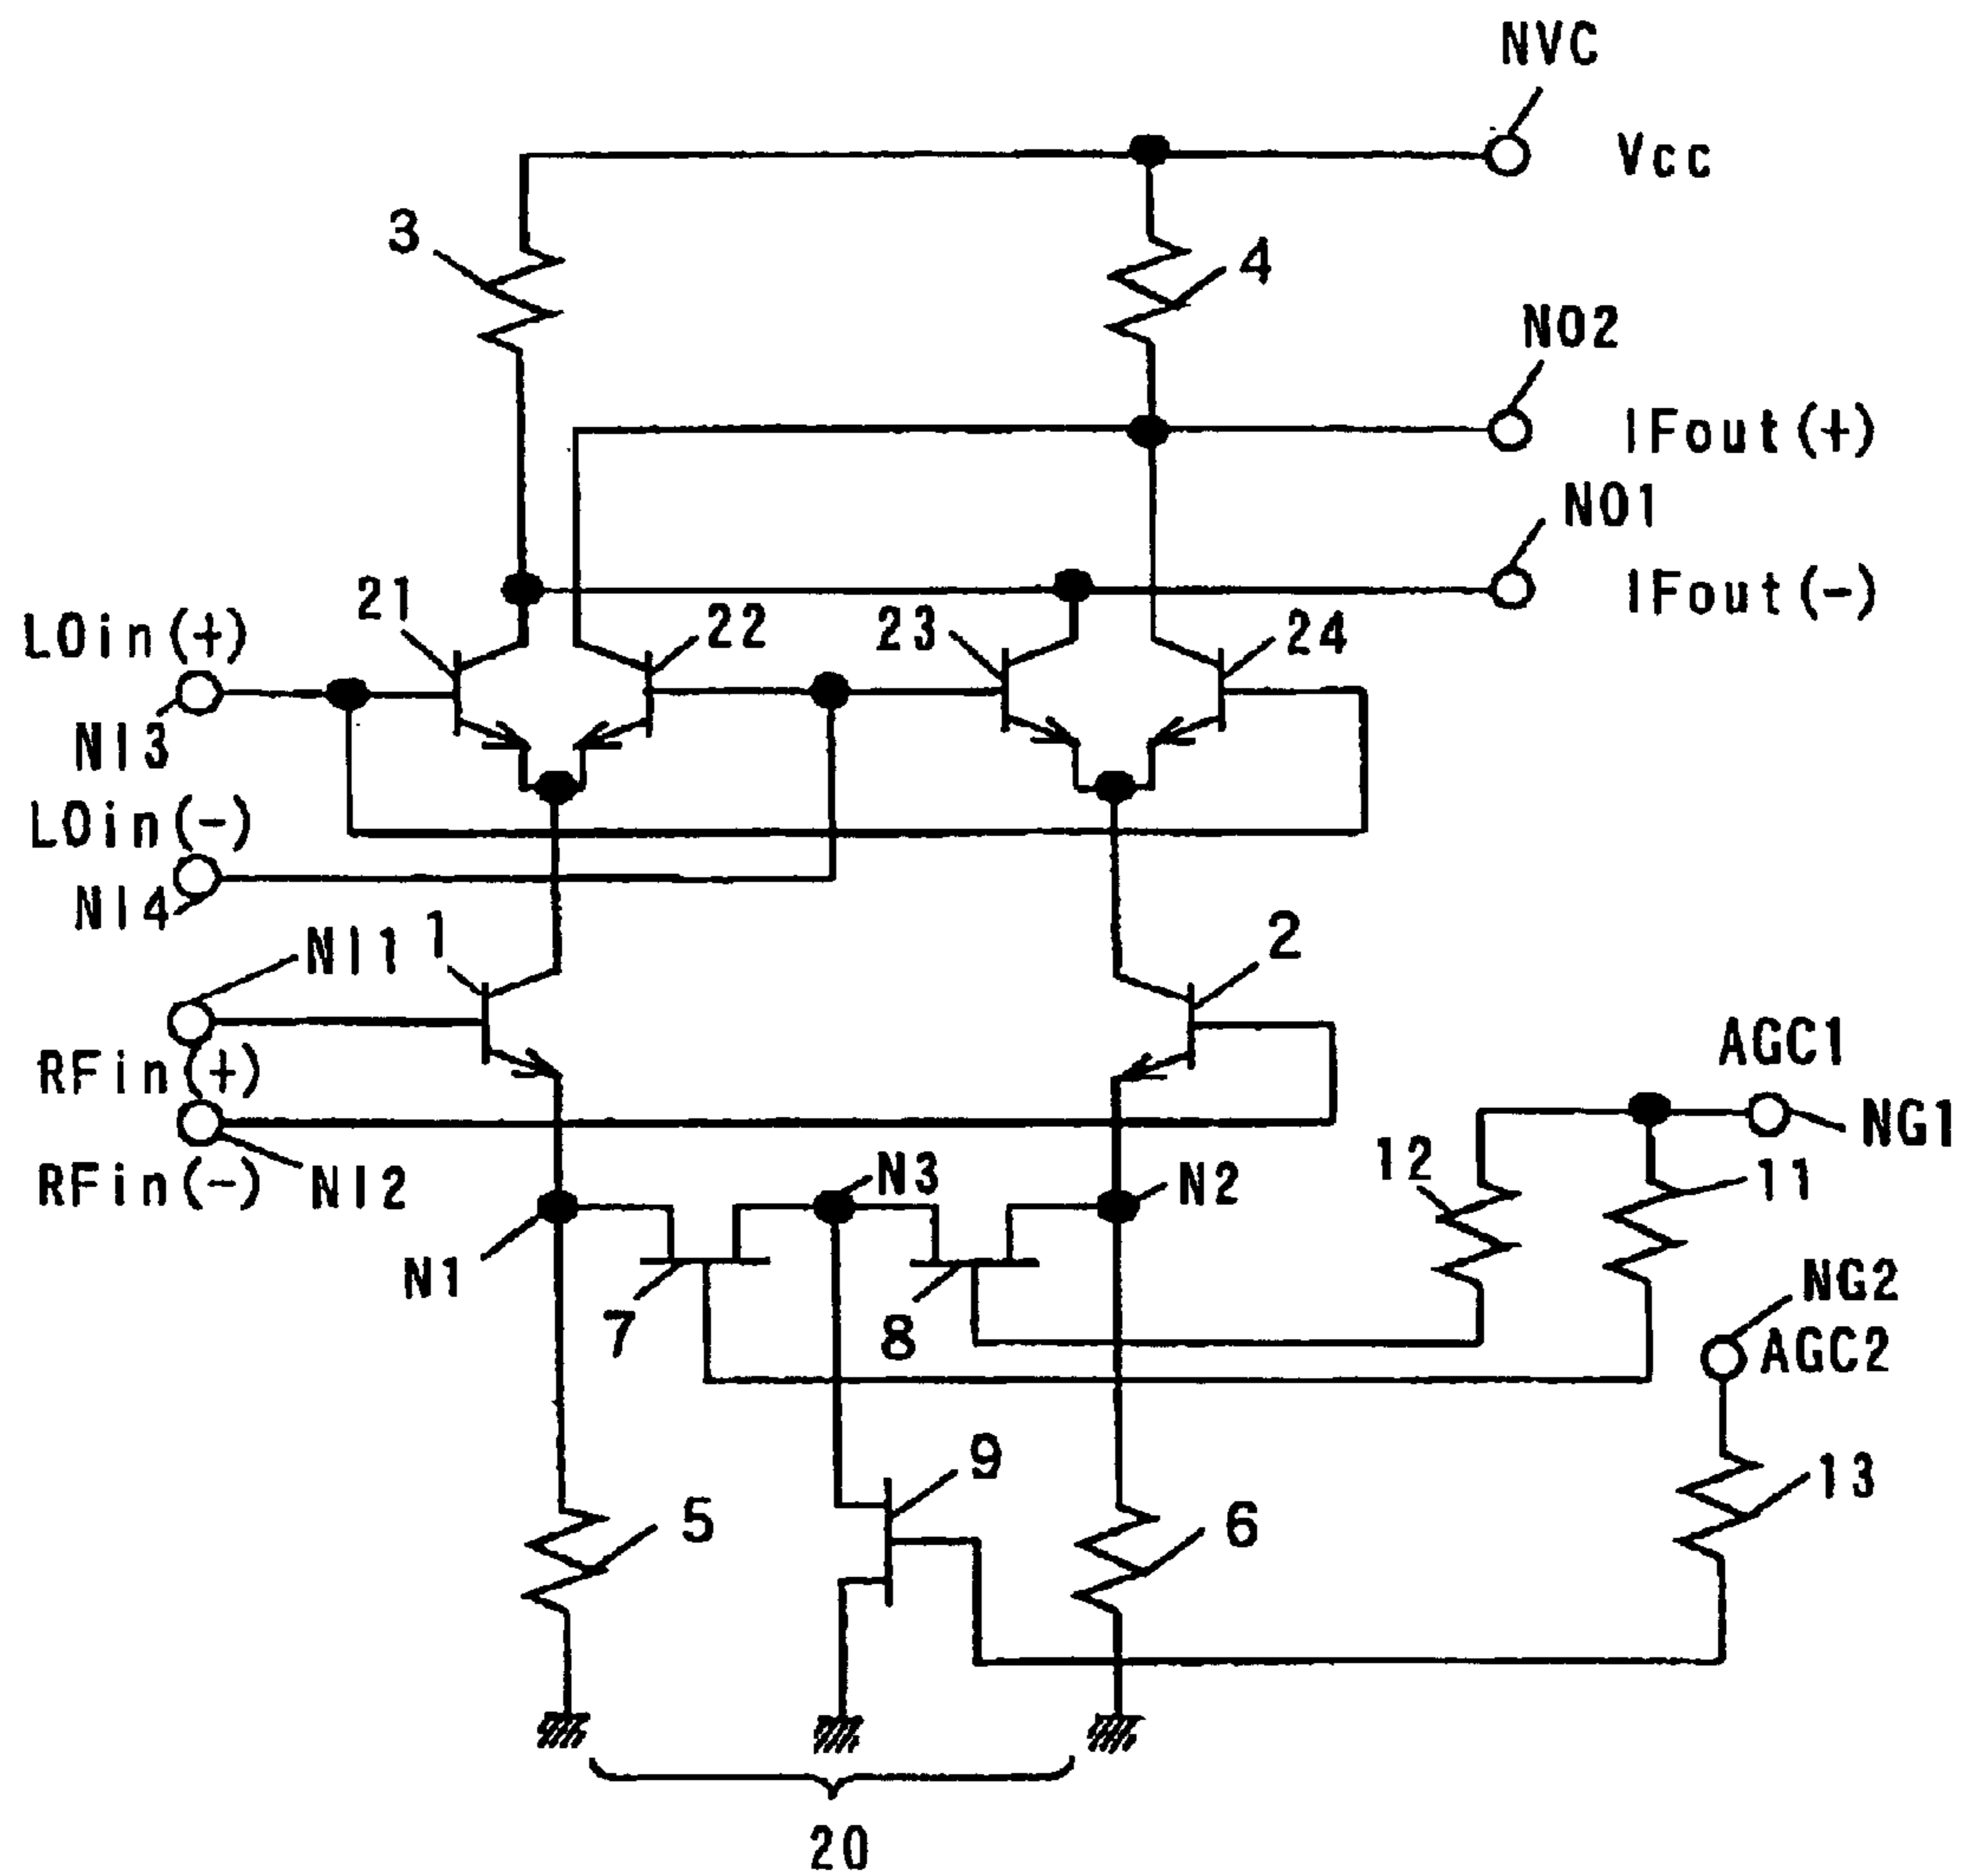 NVC
Vcc
3
4
NO2
IFout(+)
NO1
IFout(-)
21
22
23
24
LOin(+)
NI3
LOin(-)
NI4
NI1
1
2
RFin(+)
RFin(-)
NI2
AGC1
NG1
12
11
N3
N2
N1
7
8
NG2
AGC2
9
13
5
6
20